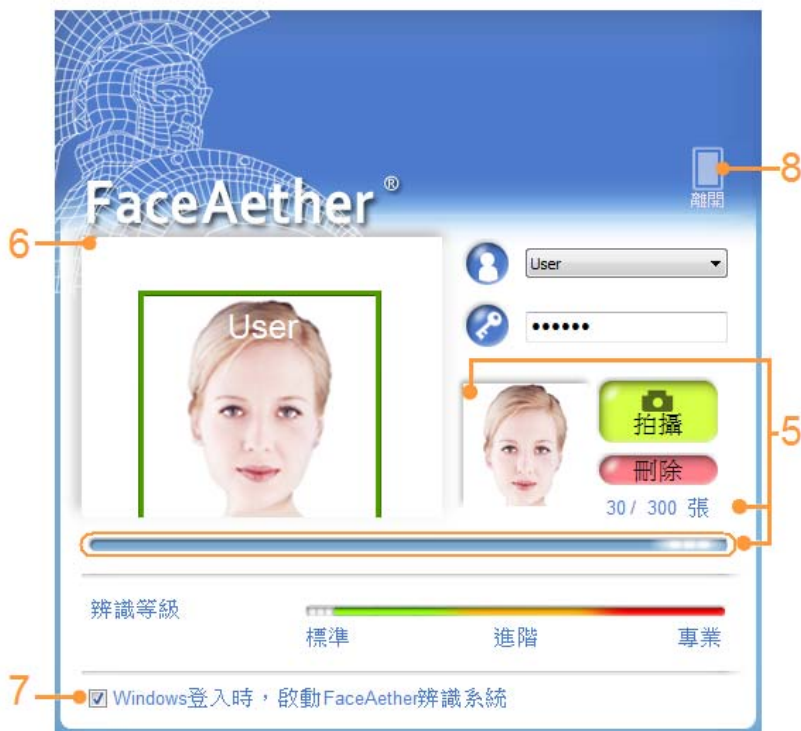 FaceAether®
8
離開
6
User
User
••••••
5
拍攝
刪除
30 / 300 張
辨識等級
標準 進階 專業
7
Windows登入時，啟動FaceAether辨識系統